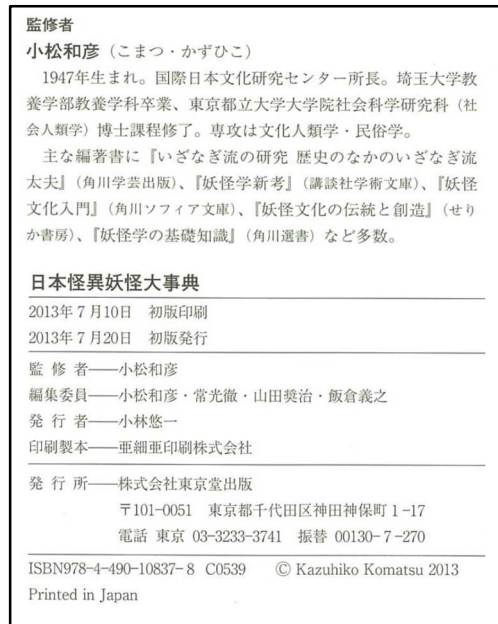 監修者
小松和彦（こまつ・かずひこ）
1947年生まれ。国際日本文化研究センター所長。埼玉大学教
養学部教養学科卒業、東京都立大学大学院社会科学研究科（社
会人類学）博士課程修了。専攻は文化人類学・民俗学。
主な編著書に『いざなぎ流の研究 歴史のなかのいざなぎ流
太夫』（角川学芸出版）、『妖怪学新考』（講談社学術文庫）、『妖怪
文化入門』（角川ソフィア文庫）、『妖怪文化の伝統と創造』（せり
か書房）、『妖怪学の基礎知識』（角川選書）など多数。
日本怪異妖怪大事典
2013年7月10日　初版印刷
2013年7月20日　初版発行
監 修 者――小松和彦
編集委員――小松和彦・常光徹・山田奨治・飯倉義之
発 行 者――小林悠一
印刷製本――亜細亜印刷株式会社
発 行 所――株式会社東京堂出版
〒101-0051　東京都千代田区神田神保町1-17
電話 東京 03-3233-3741　振替 00130-7-270
ISBN978-4-490-10837-8 C0539　© Kazuhiko Komatsu 2013
Printed in Japan